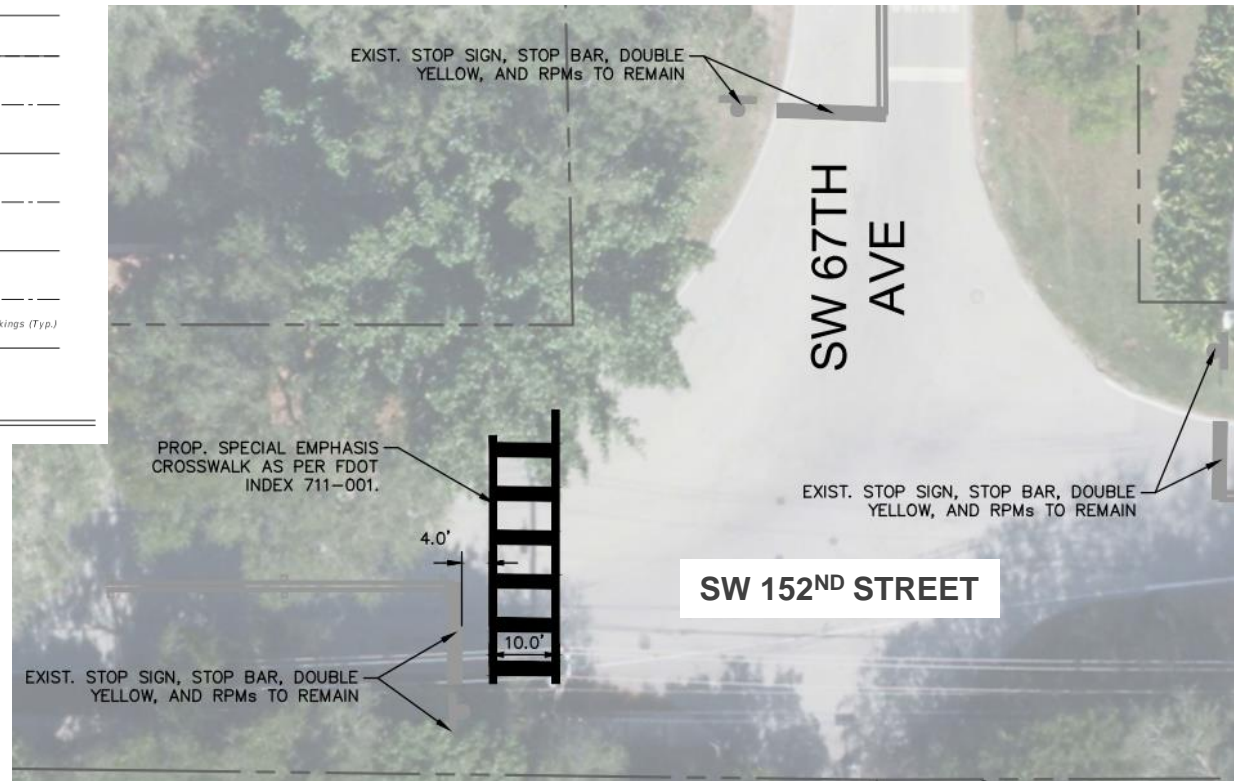 EXIST. STOP SIGN, STOP BAR, DOUBLE
YELLOW, AND RPMs TO REMAIN
SW 67TH
AVE
kings (Typ.)
PROP. SPECIAL EMPHASIS
CROSSWALK AS PER FDOT
INDEX 711-001.
4.0'
EXIST. STOP SIGN, STOP BAR, DOUBLE
YELLOW, AND RPMs TO REMAIN
SW 152ND STREET
10.0'
EXIST. STOP SIGN, STOP BAR, DOUBLE
YELLOW, AND RPMs TO REMAIN